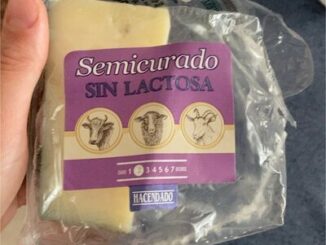 Semicurado
SIN LACTOSA
1 2 3 4 5 6 7
HACENDADO